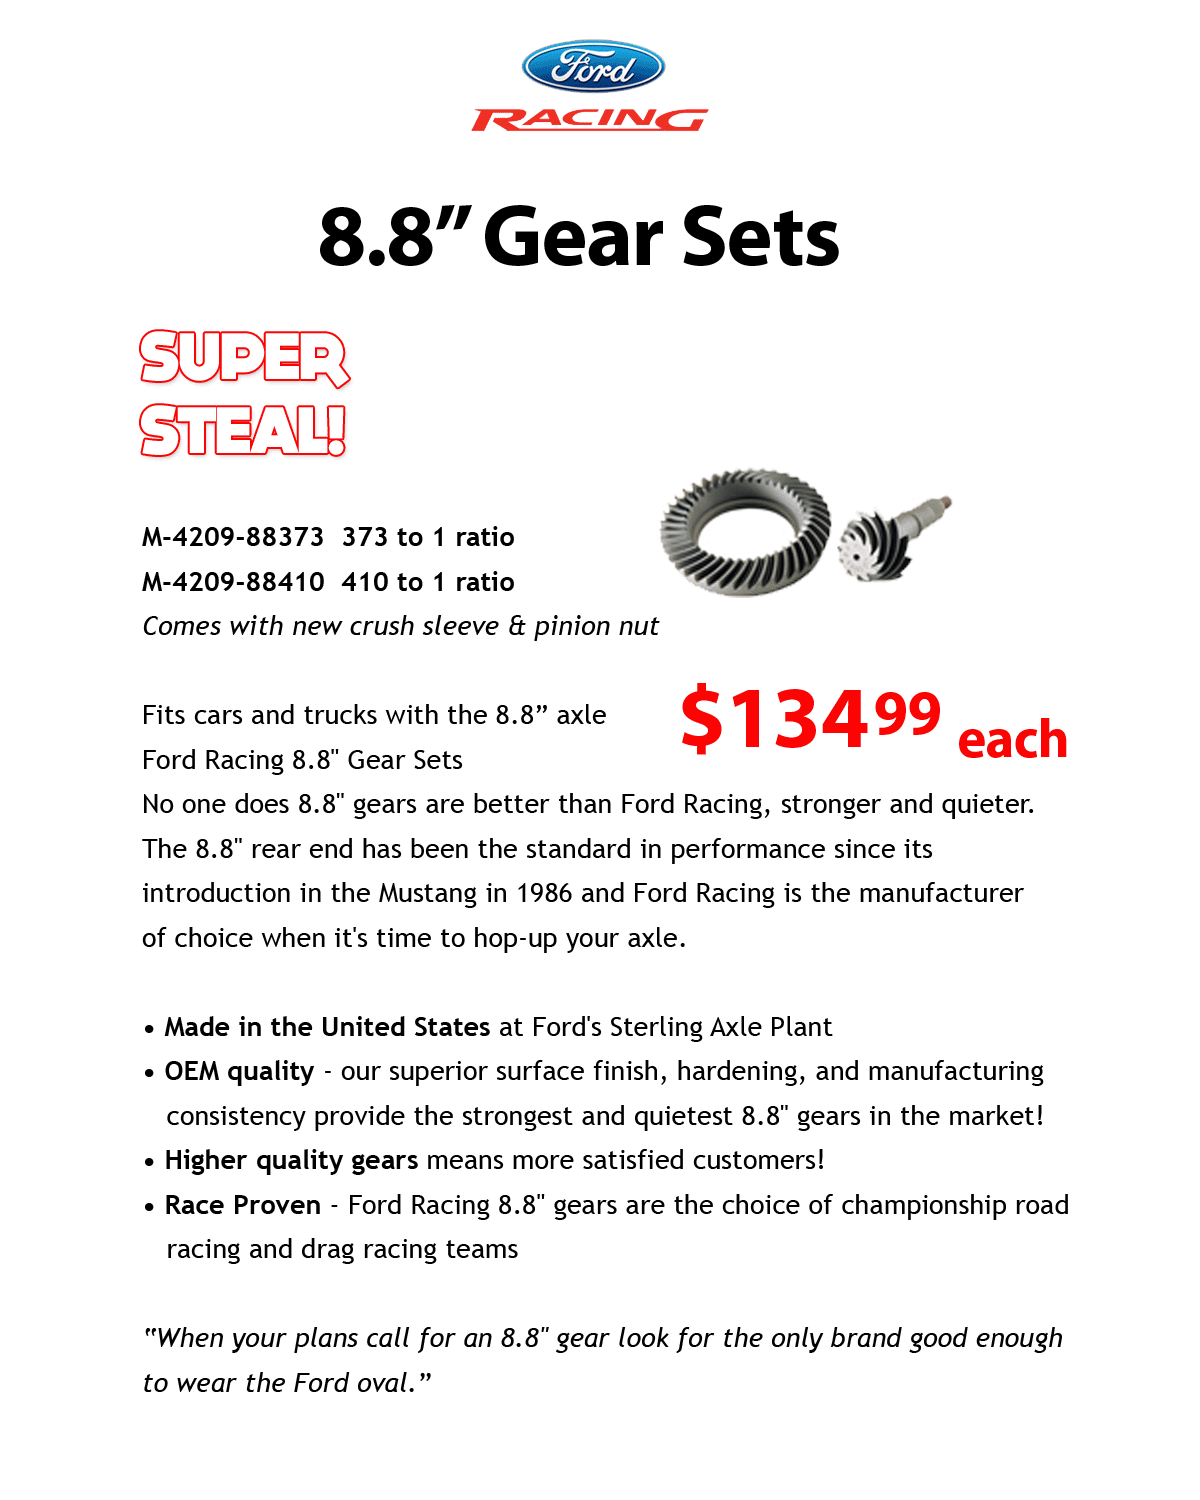 Ford
RACING
8.8” Gear Sets
SUPER
STEAL!
M-4209-88373  373 to 1 ratio
M-4209-88410  410 to 1 ratio
Comes with new crush sleeve & pinion nut
Fits cars and trucks with the 8.8” axle
$134 99 each
Ford Racing 8.8" Gear Sets
No one does 8.8" gears are better than Ford Racing, stronger and quieter.
The 8.8" rear end has been the standard in performance since its
introduction in the Mustang in 1986 and Ford Racing is the manufacturer
of choice when it's time to hop-up your axle.
• Made in the United States at Ford's Sterling Axle Plant
• OEM quality - our superior surface finish, hardening, and manufacturing
consistency provide the strongest and quietest 8.8" gears in the market!
• Higher quality gears means more satisfied customers!
• Race Proven - Ford Racing 8.8" gears are the choice of championship road
racing and drag racing teams
“When your plans call for an 8.8" gear look for the only brand good enough
to wear the Ford oval.”